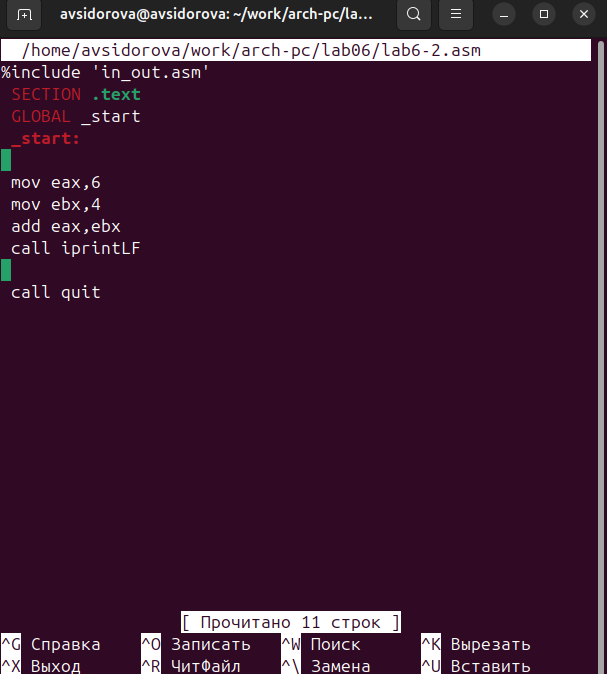 avsidorova@avsidorova: ~/work/arch-pc/la...
/home/avsidorova/work/arch-pc/lab06/lab6-2.asm
%include 'in_out.asm'
SECTION .text
GLOBAL _start
_start:
mov eax,6
mov ebx,4
add eax,ebx
call iprintLF
call quit
[ Прочитано 11 строк ]
^G Справка ^O Записать ^W Поиск ^K Вырезать
^X Выход ^R ЧитФайл ^\ Замена ^U Вставить